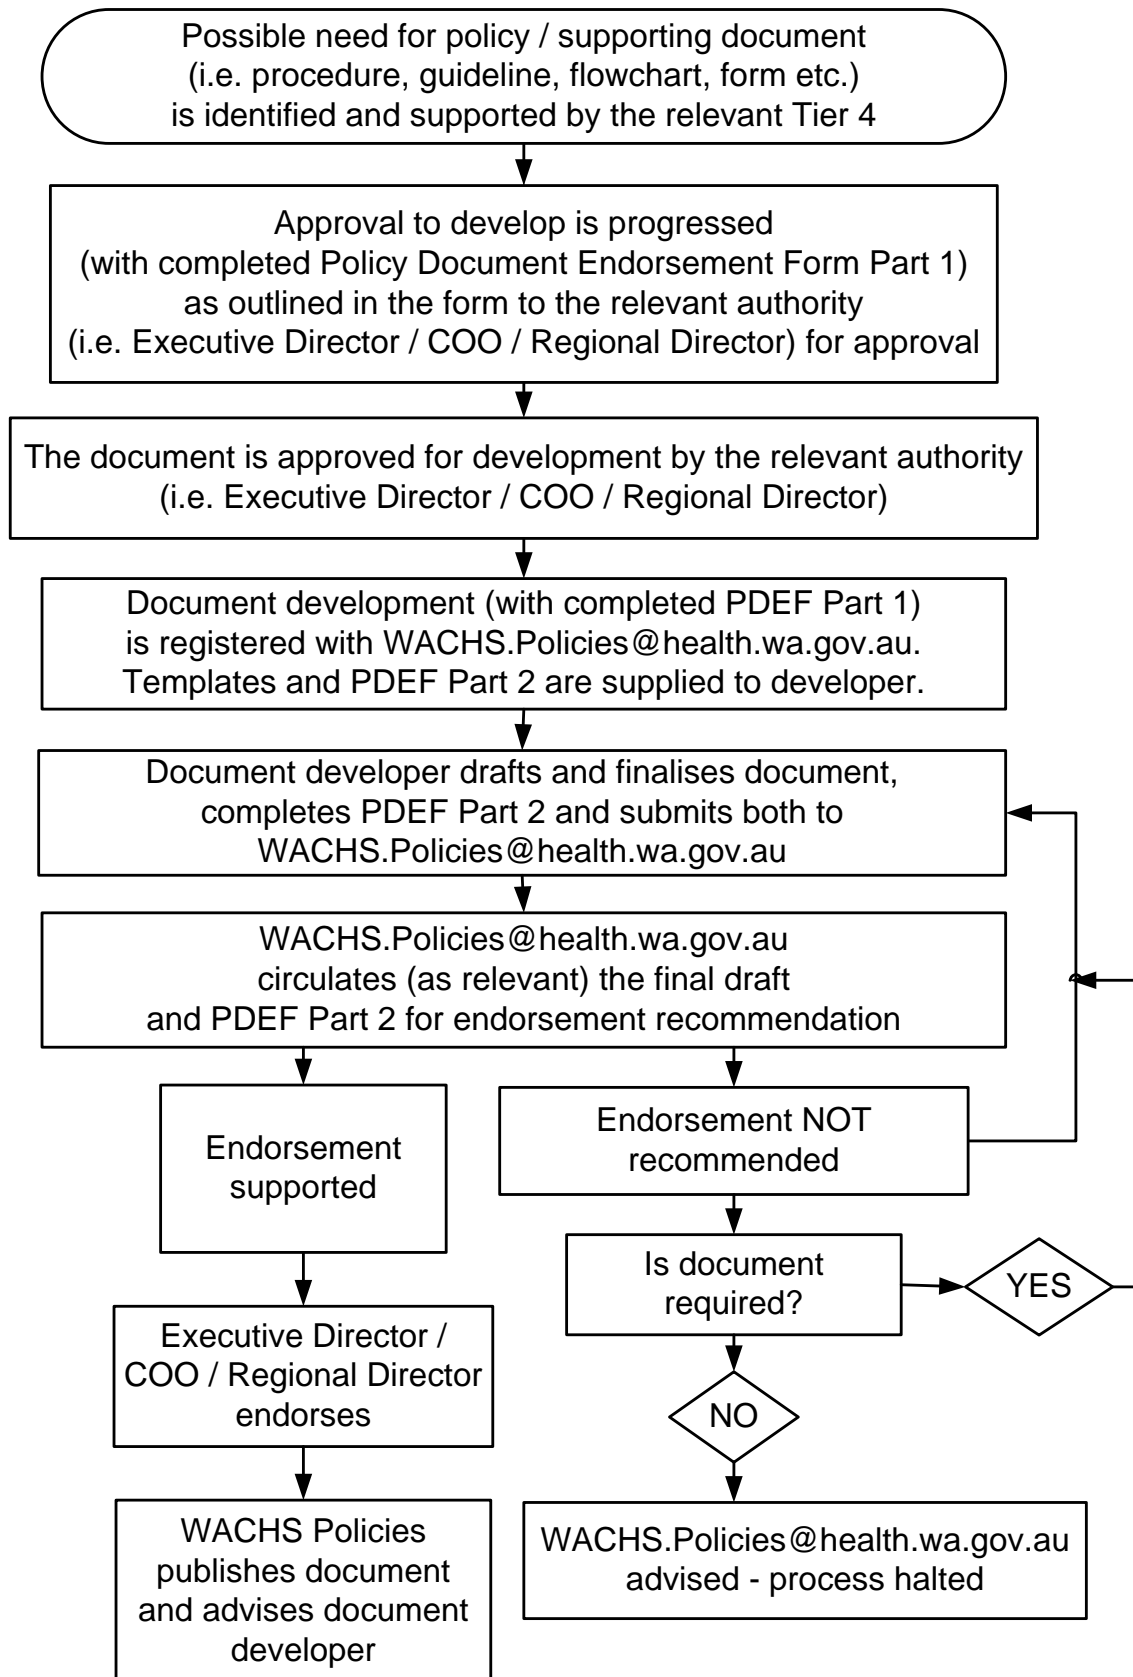 Possible need for policy / supporting document
(i.e. procedure, guideline, flowchart, form etc.)
is identified and supported by the relevant Tier 4
Approval to develop is progressed
(with completed Policy Document Endorsement Form Part 1)
as outlined in the form to the relevant authority
(i.e. Executive Director / COO / Regional Director) for approval
The document is approved for development by the relevant authority
(i.e. Executive Director / COO / Regional Director)
Document development (with completed PDEF Part 1)
is registered with WACHS.Policies@health.wa.gov.au.
Templates and PDEF Part 2 are supplied to developer.
Document developer drafts and finalises document,
completes PDEF Part 2 and submits both to
WACHS.Policies@health.wa.gov.au
WACHS.Policies@health.wa.gov.au
circulates (as relevant) the final draft
and PDEF Part 2 for endorsement recommendation
Endorsement
supported
Endorsement NOT
recommended
Is document
required?
YES
Executive Director /
COO / Regional Director
endorses
NO
WACHS Policies
publishes document
and advises document
developer
WACHS.Policies@health.wa.gov.au
advised - process halted